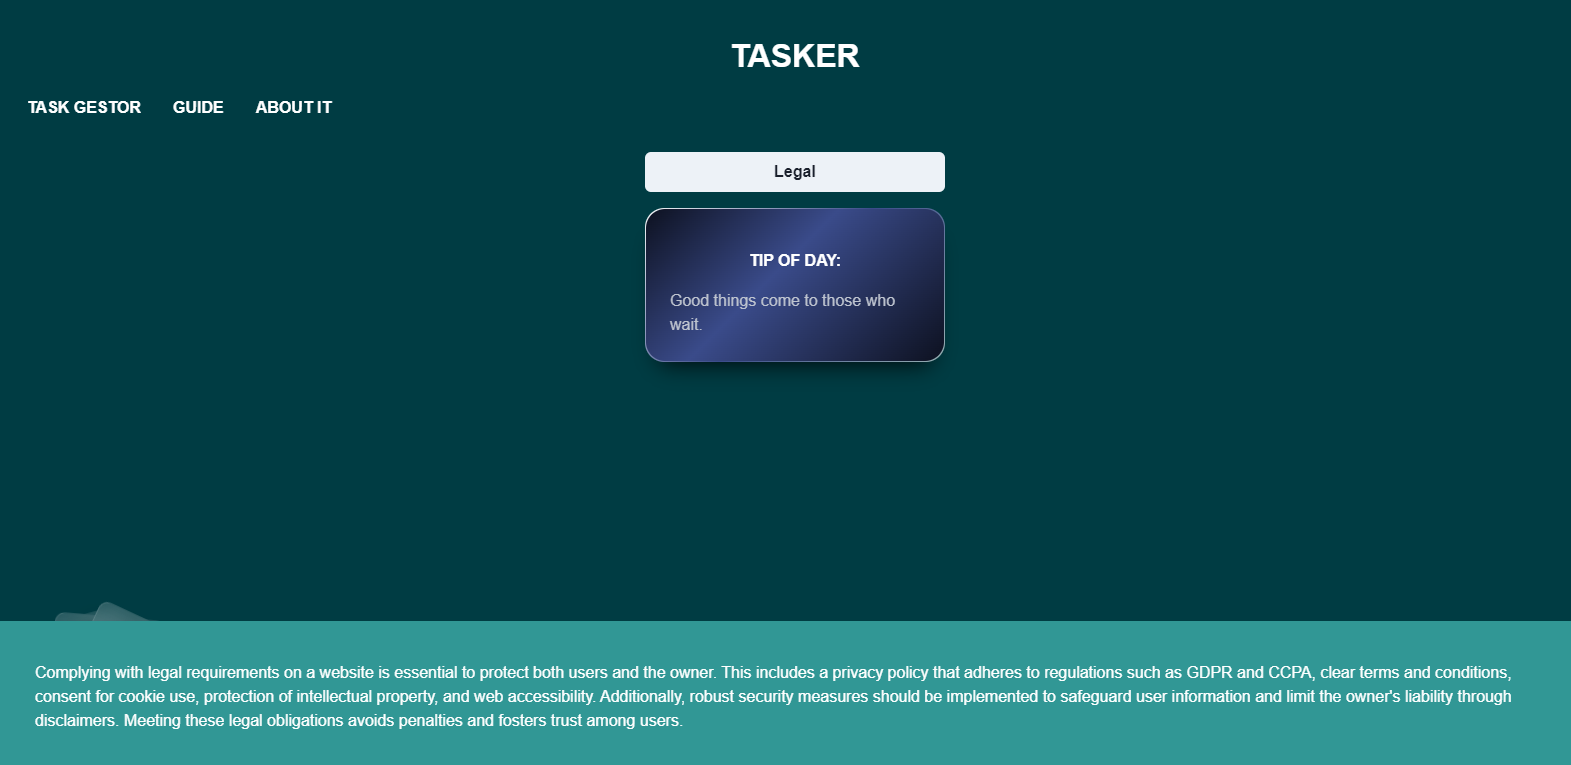 TASKER
TASK GESTOR GUIDE ABOUT IT
Legal
TIP OF DAY:
Good things come to those who
wait.
Complying with legal requirements on a website is essential to protect both users and the owner. This includes a privacy policy that adheres to regulations such as GDPR and CCPA, clear terms and conditions,
consent for cookie use, protection of intellectual property, and web accessibility. Additionally, robust security measures should be implemented to safeguard user information and limit the owner's liability through
disclaimers. Meeting these legal obligations avoids penalties and fosters trust among users.